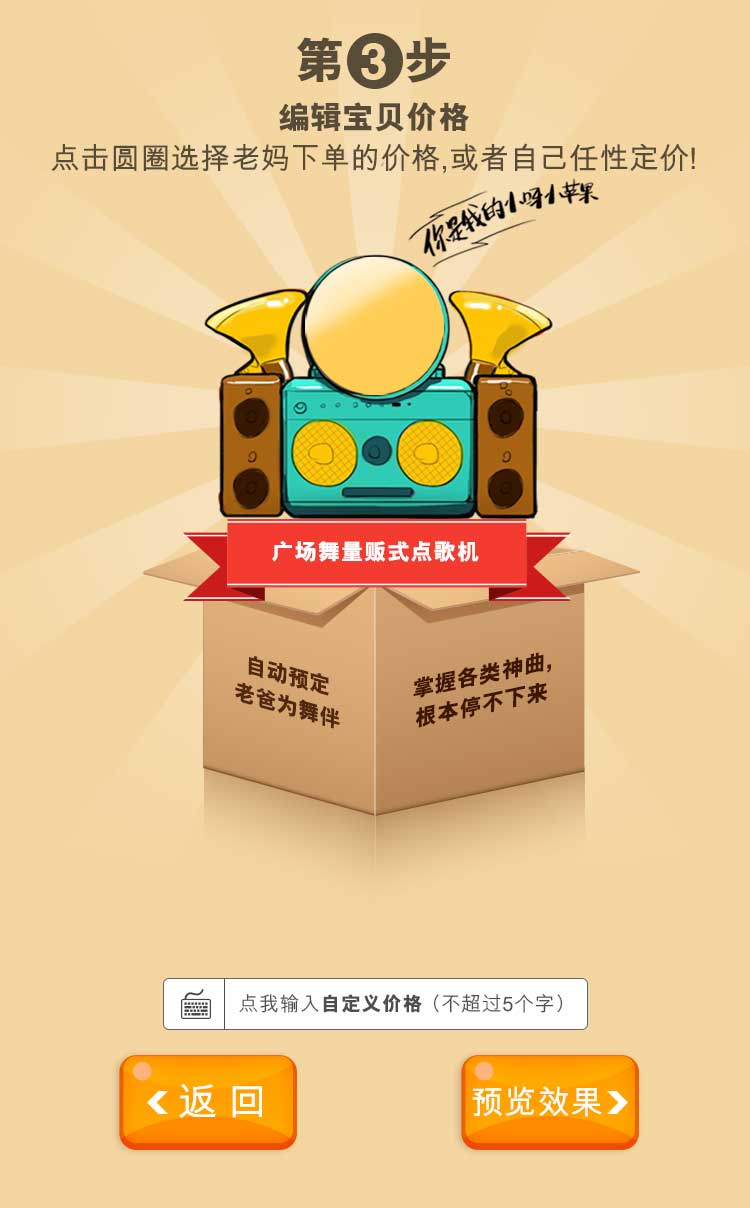 第3步
编辑宝贝价格
点击圆圈选择老妈下单的价格,或者自己任性定价!
你是我的小呀小苹果
广场舞量贩式点歌机
自动预定
老爸为舞伴
掌握各类神曲,
根本停不下来
点我输入自定义价格（不超过5个字）
返回
预览效果